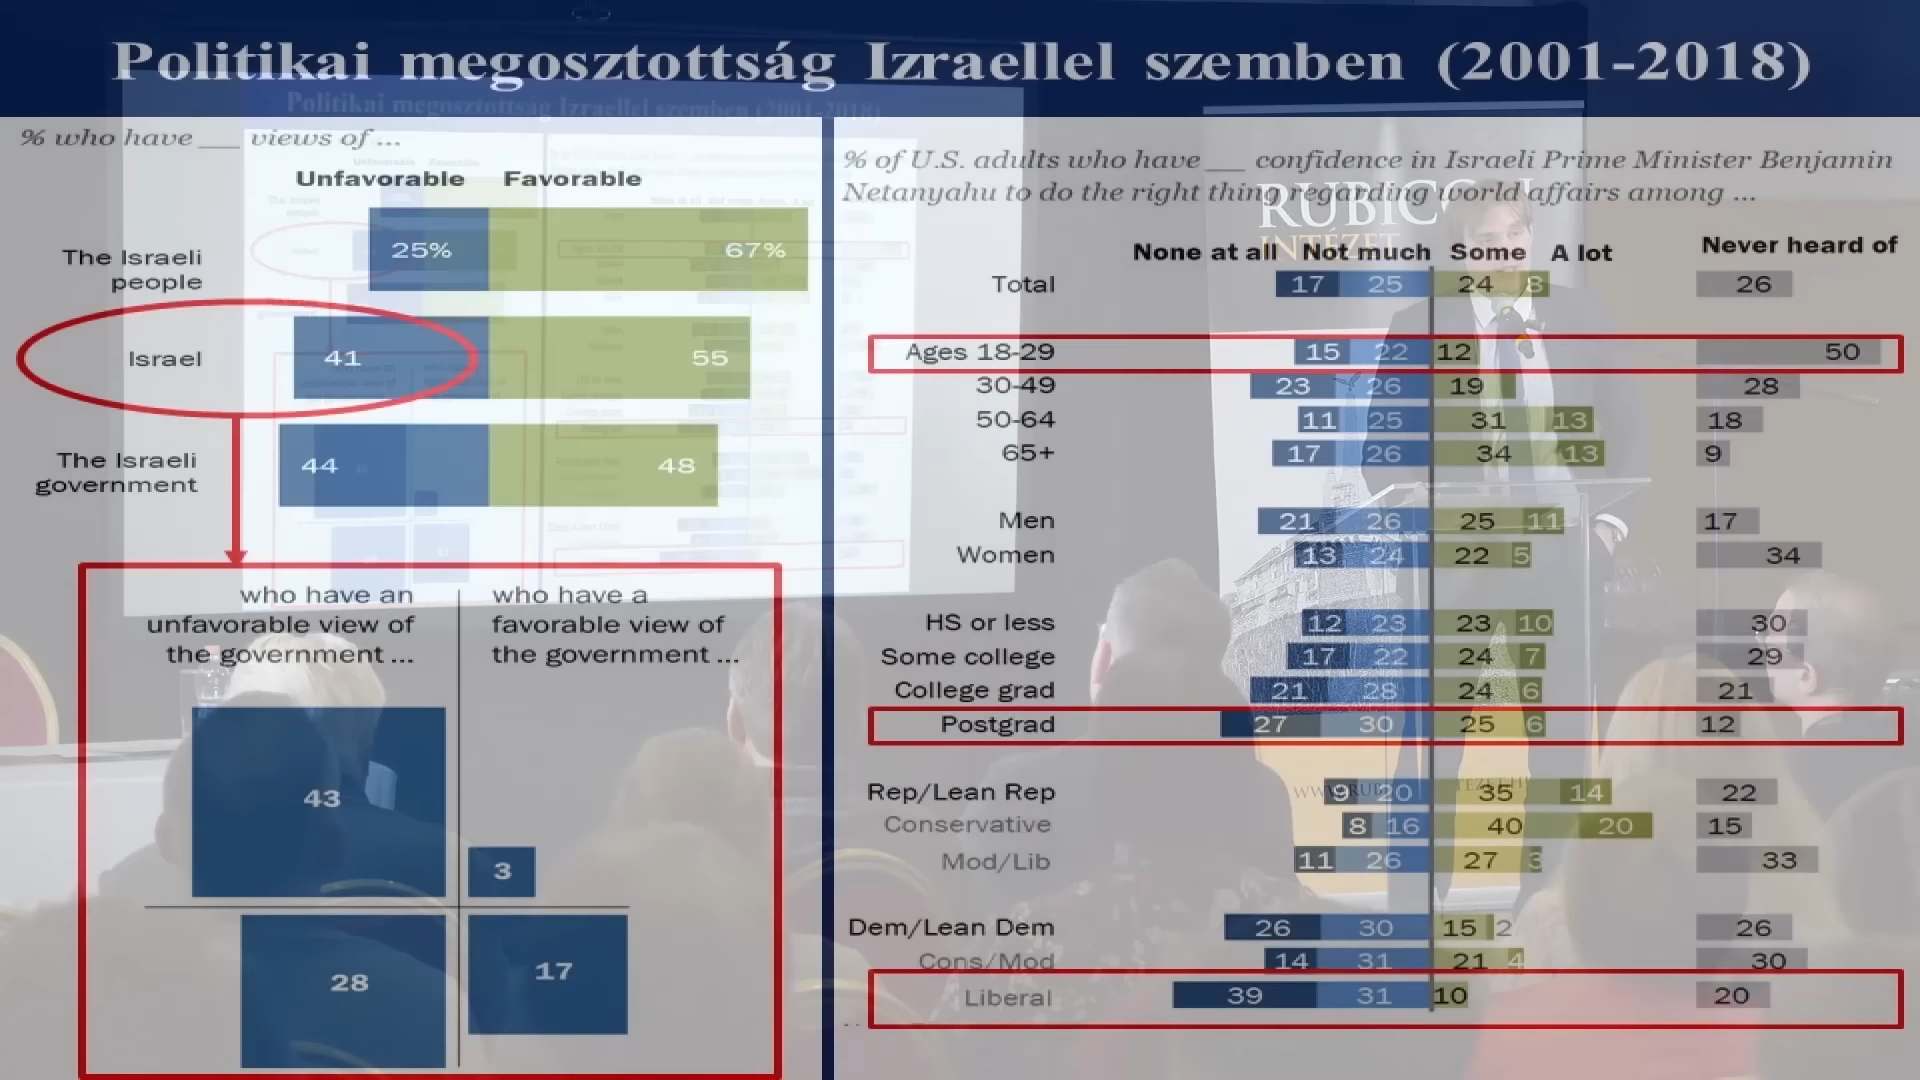 Politikai megosztottság Izraellel szemben (2001-2018)
% who have ___ views of ...
Unfavorable Favorable
The Israeli people 25% 67%
Israel 41 55
The Israeli government 44 48
who have an unfavorable view of the government ...
who have a favorable view of the government ...
43 3
28 17
% of U.S. adults who have ___ confidence in Israeli Prime Minister Benjamin
Netanyahu to do the right thing regarding world affairs among ...
RUBICON
INTÉZET
None at all Not much Some A lot Never heard of
Total 17 25 24 8 26
Ages 18-29 15 22 12 50
30-49 23 26 19 28
50-64 11 25 31 13 18
65+ 17 26 34 13 9
Men 21 26 25 11 17
Women 13 24 22 5 34
HS or less 12 23 23 10 30
Some college 17 22 24 7 29
College grad 21 28 24 6 21
Postgrad 27 30 25 6 12
Rep/Lean Rep 9 20 35 14 22
Conservative 8 16 40 20 15
Mod/Lib 11 26 27 3 33
Dem/Lean Dem 26 30 15 2 26
Cons/Mod 14 31 21 4 30
Liberal 39 31 10 20